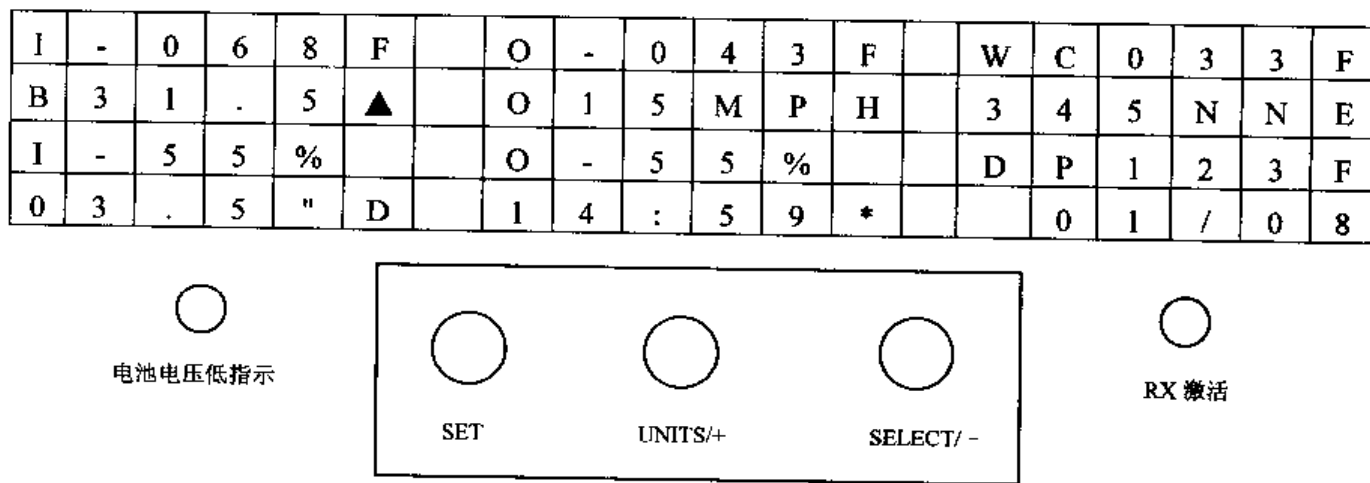 I - 0 6 8 F O - 0 4 3 F W C 0 3 3 F
B 3 1 . 5 ▲ O 1 5 M P H 3 4 5 N N E
I - 5 5 % O - 5 5 % D P 1 2 3 F
0 3 . 5 " D 1 4 : 5 9 * 0 1 / 0 8
电池电压低指示
SET
UNITS/+
SELECT/ -
RX 激活